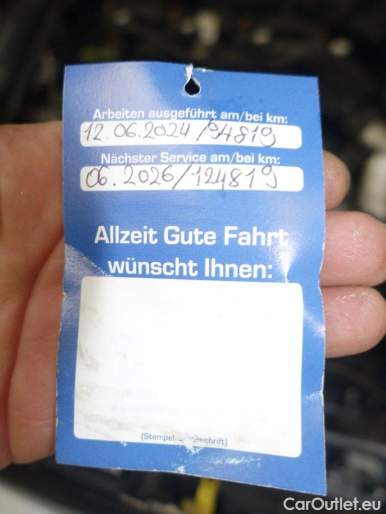 Arbeiten ausgeführt am/bei km:
12.06.2024/94819
Nächster Service am/bei km:
06.2026/124819
Allzeit Gute Fahrt
wünscht Ihnen:
(Stempel
CarOutlet.eu